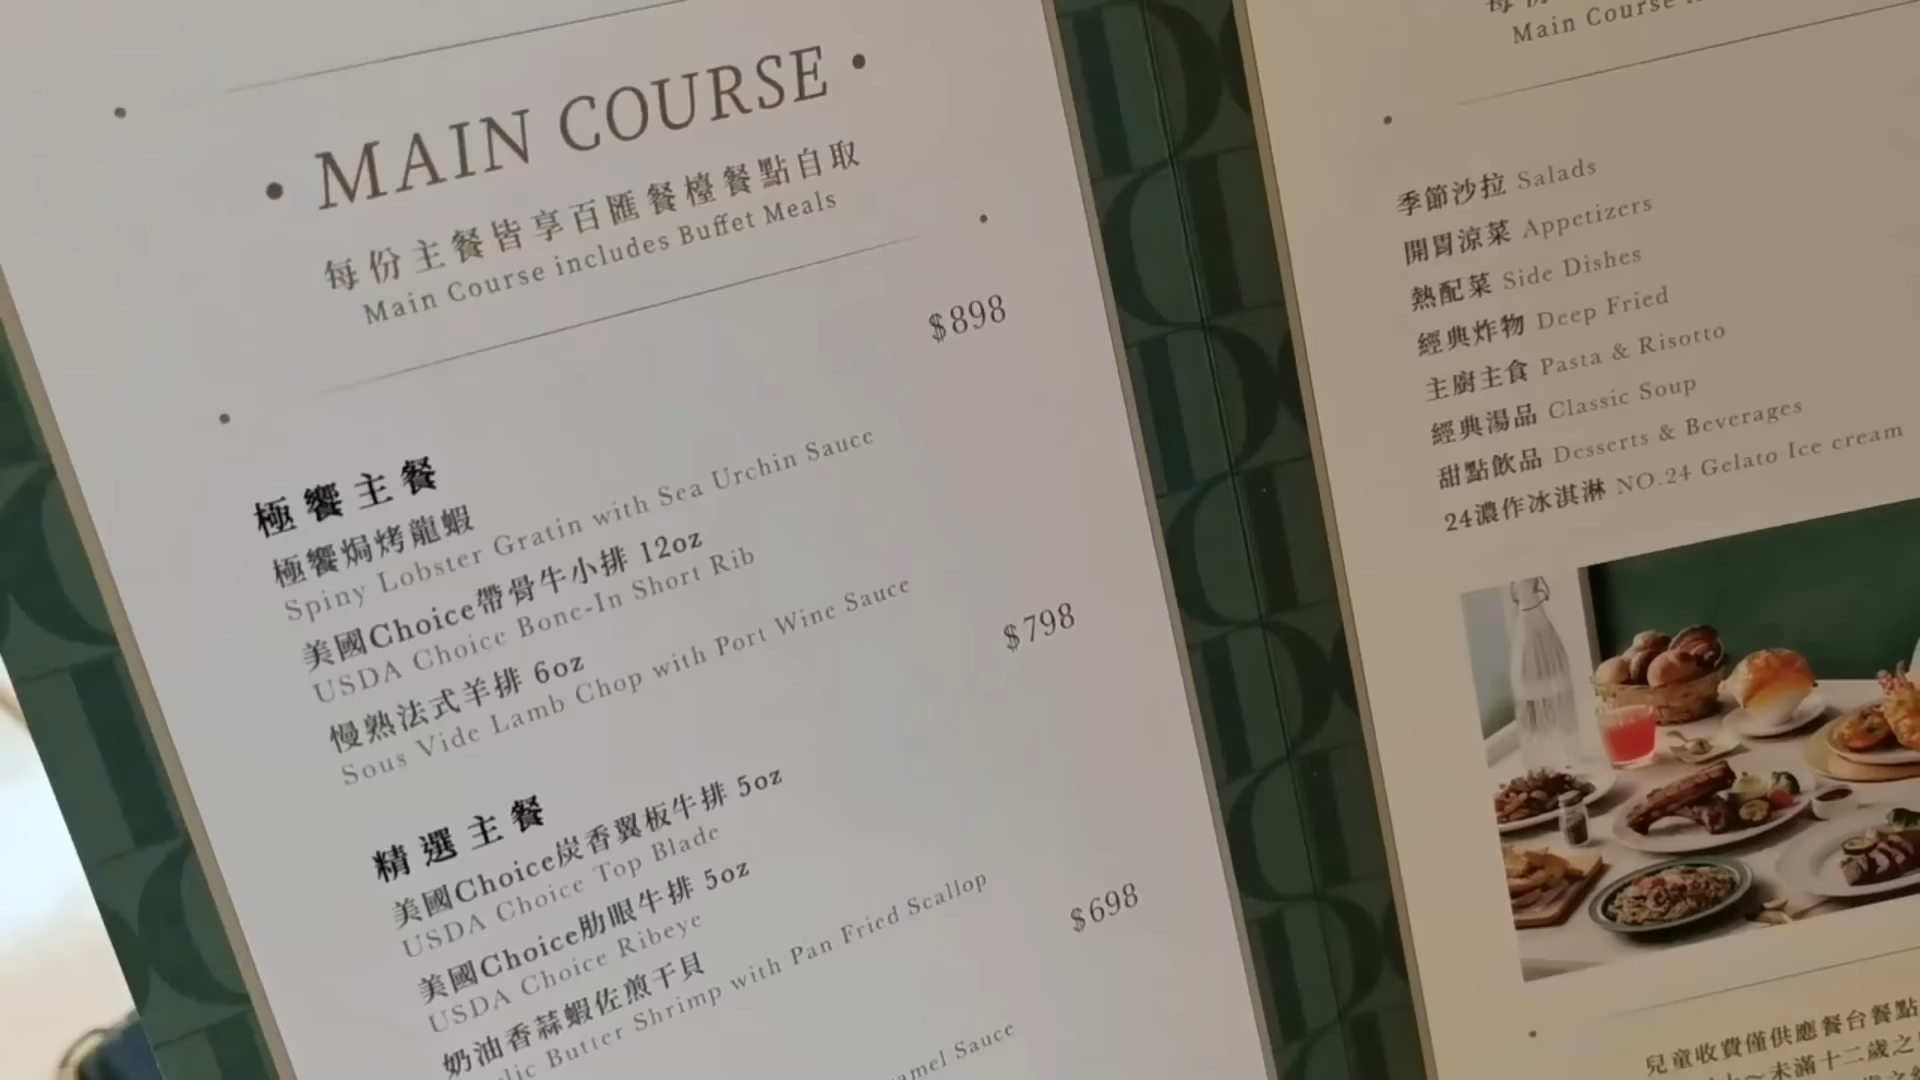 MAIN COURSE
每份主餐皆享百匯餐檯餐點自取
Main Course includes Buffet Meals
$898
極饗主餐
極饗焗烤龍蝦
Spiny Lobster Gratin with Sea Urchin Sauce
美國Choice帶骨牛小排 12oz
USDA Choice Bone-In Short Rib
慢熟法式羊排 6oz
Sous Vide Lamb Chop with Port Wine Sauce
$798
精選主餐
美國Choice炭香翼板牛排 5oz
USDA Choice Top Blade
美國Choice肋眼牛排 5oz
USDA Choice Ribeye
奶油香蒜蝦佐煎干貝
Butter Shrimp with Pan Fried Scallop
$698
Sauce
每份
Main Course
季節沙拉 Salads
開胃涼菜 Appetizers
熱配菜 Side Dishes
經典炸物 Deep Fried
主廚主食 Pasta & Risotto
經典湯品 Classic Soup
甜點飲品 Desserts & Beverages
24濃作冰淇淋 NO.24 Gelato Ice cream
兒童收費僅供應餐台餐點
~未滿十二歲之